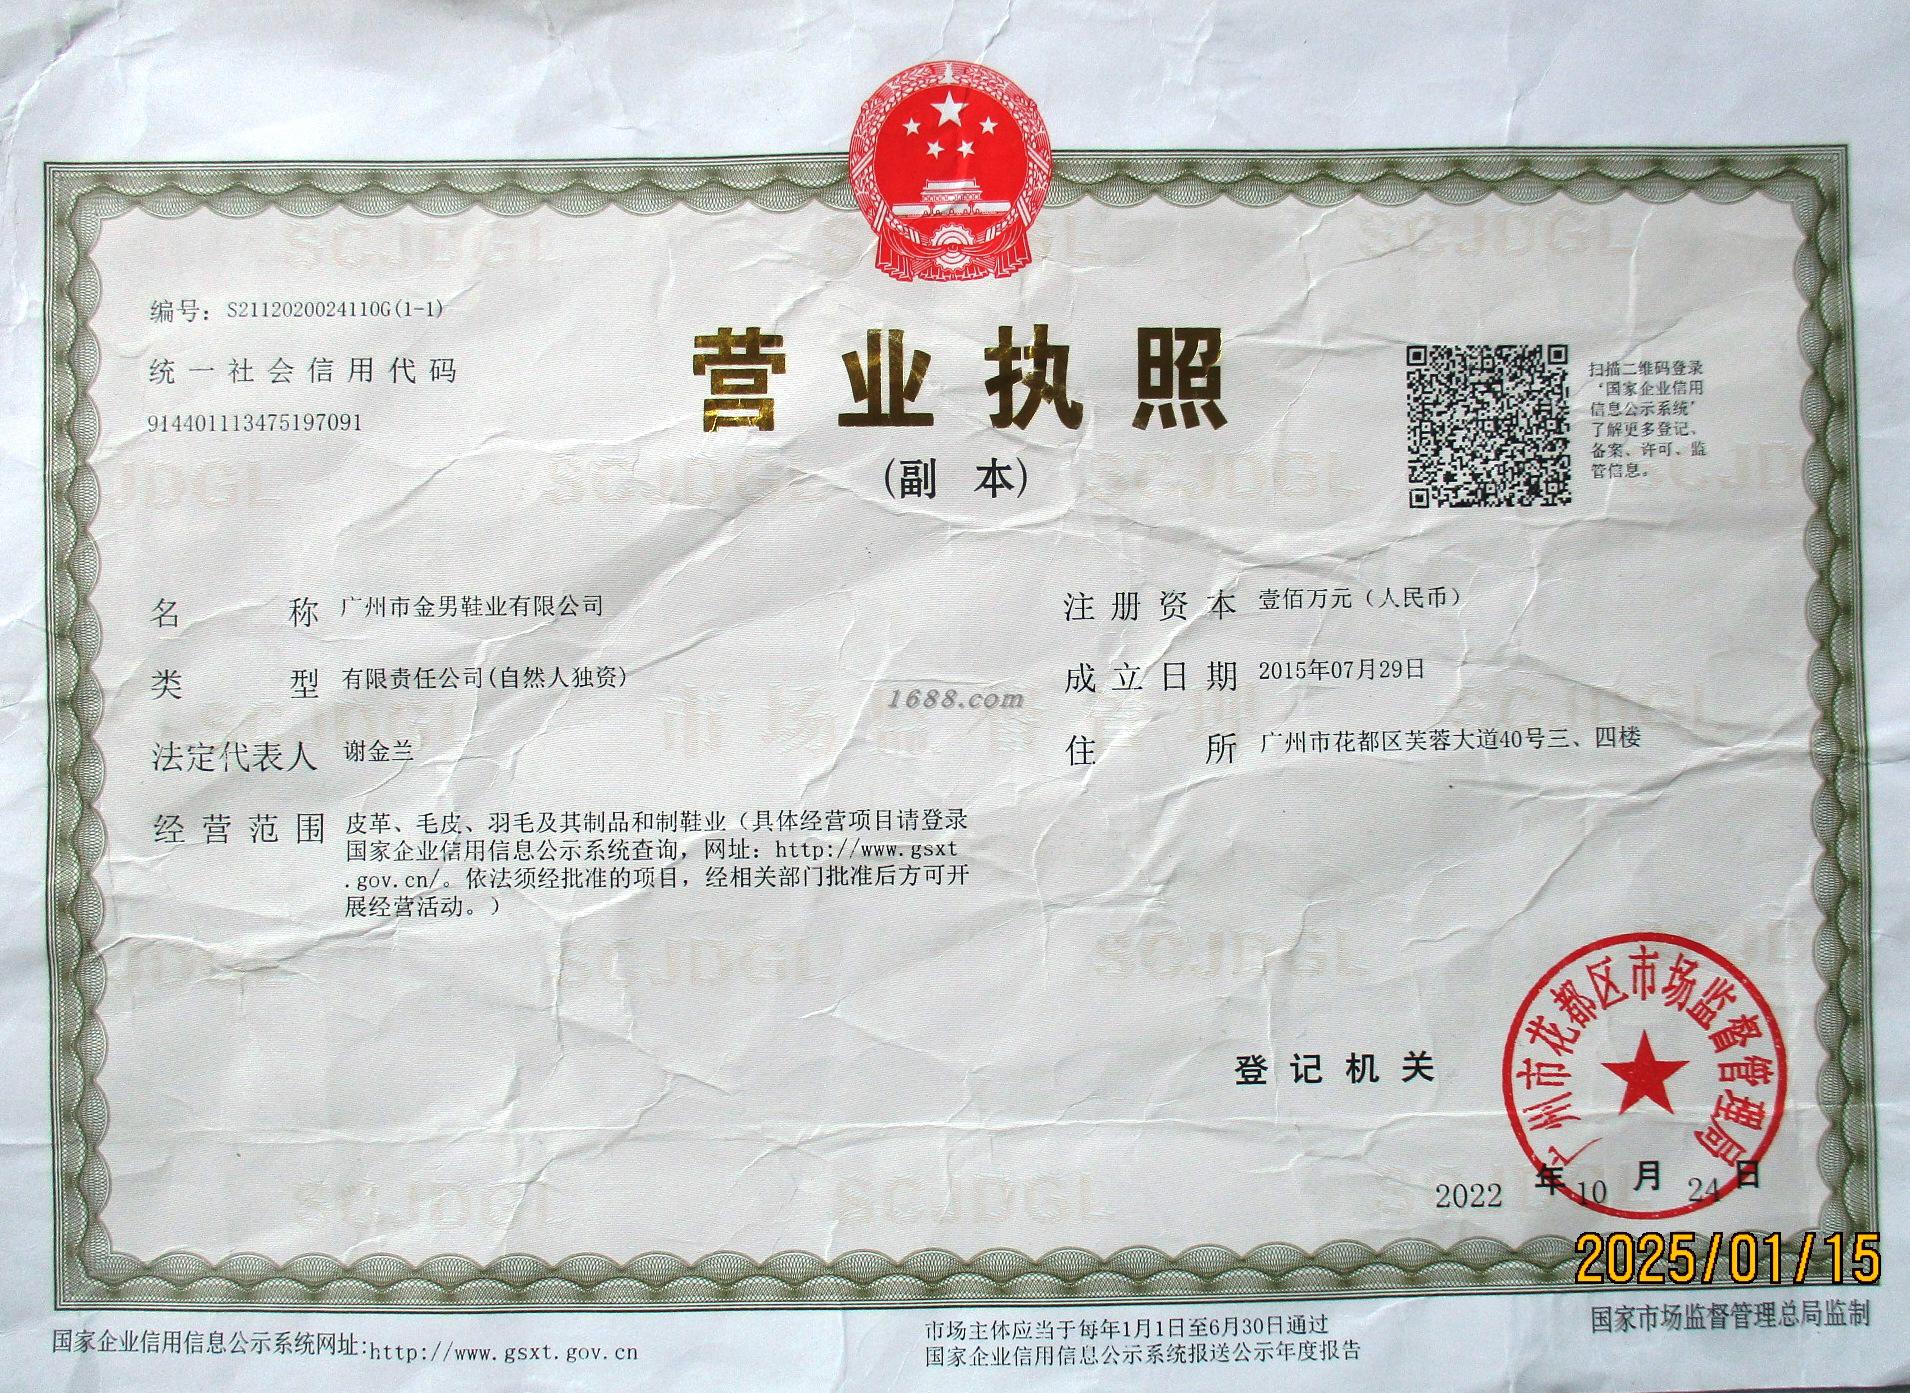 编号：S2112020024110G(1-1)
统一社会信用代码
914401113475197091
营业执照
(副 本)
扫描二维码登录
‘国家企业信用
信息公示系统’
了解更多登记、
备案、许可、监
管信息。
名 称 广州市金男鞋业有限公司
类 型 有限责任公司(自然人独资)
法定代表人 谢金兰
经营范围 皮革、毛皮、羽毛及其制品和制鞋业（具体经营项目请登录
国家企业信用信息公示系统查询，网址：http://www.gsxt
.gov.cn/。依法须经批准的项目，经相关部门批准后方可开
展经营活动。）
注册资本 壹佰万元（人民币）
成立日期 2015年07月29日
住 所 广州市花都区芙蓉大道40号三、四楼
1688.com
SCJDGL
登记机关
广州市花都区市场监督管理局
2022 年 10 月 24 日
2025/01/15
国家企业信用信息公示系统网址:http://www.gsxt.gov.cn
市场主体应当于每年1月1日至6月30日通过
国家企业信用信息公示系统报送公示年度报告
国家市场监督管理总局监制